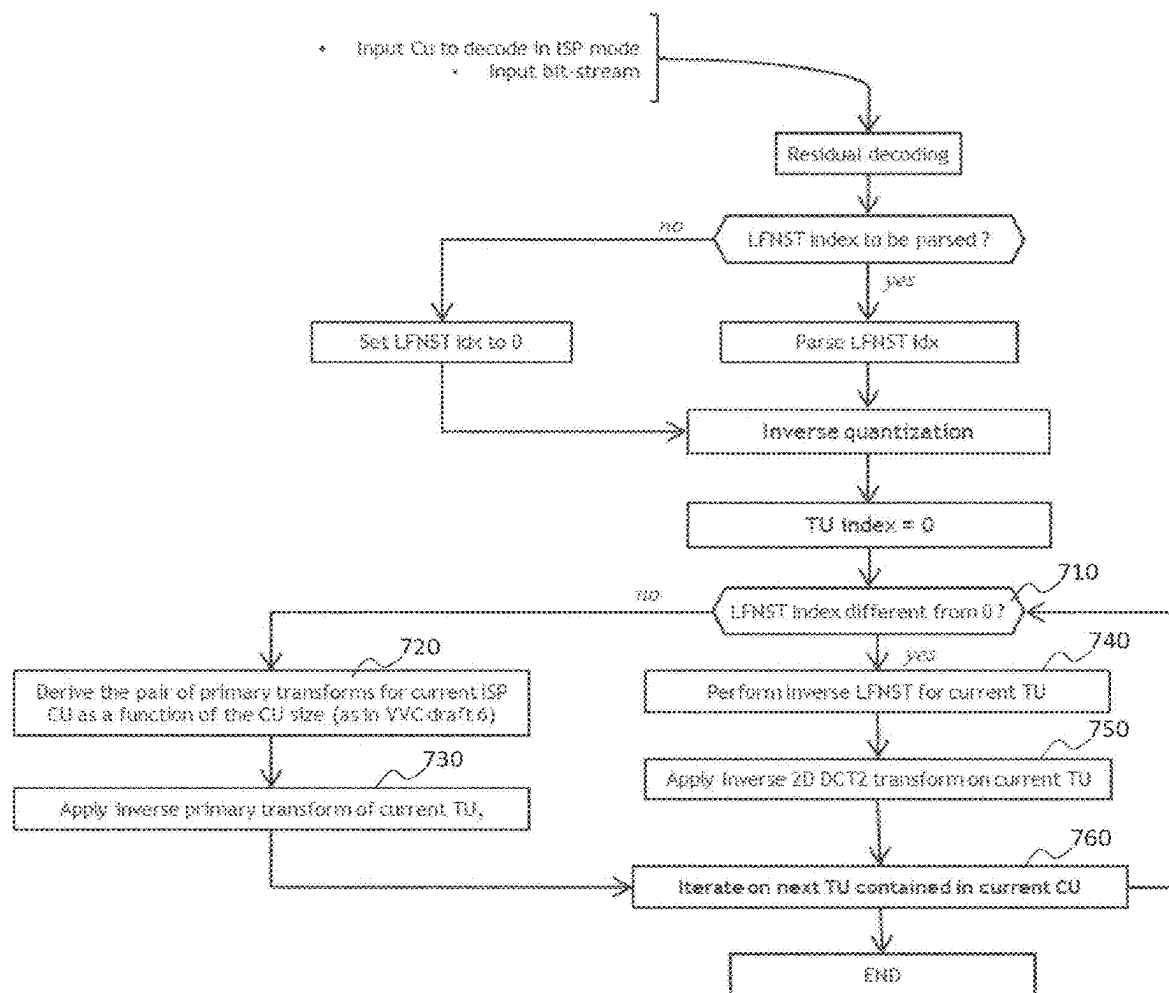 • Input Cu to decode in ISP mode
• Input bit-stream
Residual decoding
LFNST index to be parsed ?
no
yes
Set LFNST idx to 0
Parse LFNST idx
Inverse quantization
TU index = 0
710
LFNST index different from 0 ?
no
yes
720
Derive the pair of primary transforms for current ISP
CU as a function of the CU size (as in VVC draft 6)
740
Perform inverse LFNST for current TU
730
Apply inverse primary transform of current TU,
750
Apply inverse 2D DCT2 transform on current TU
760
Iterate on next TU contained in current CU
END